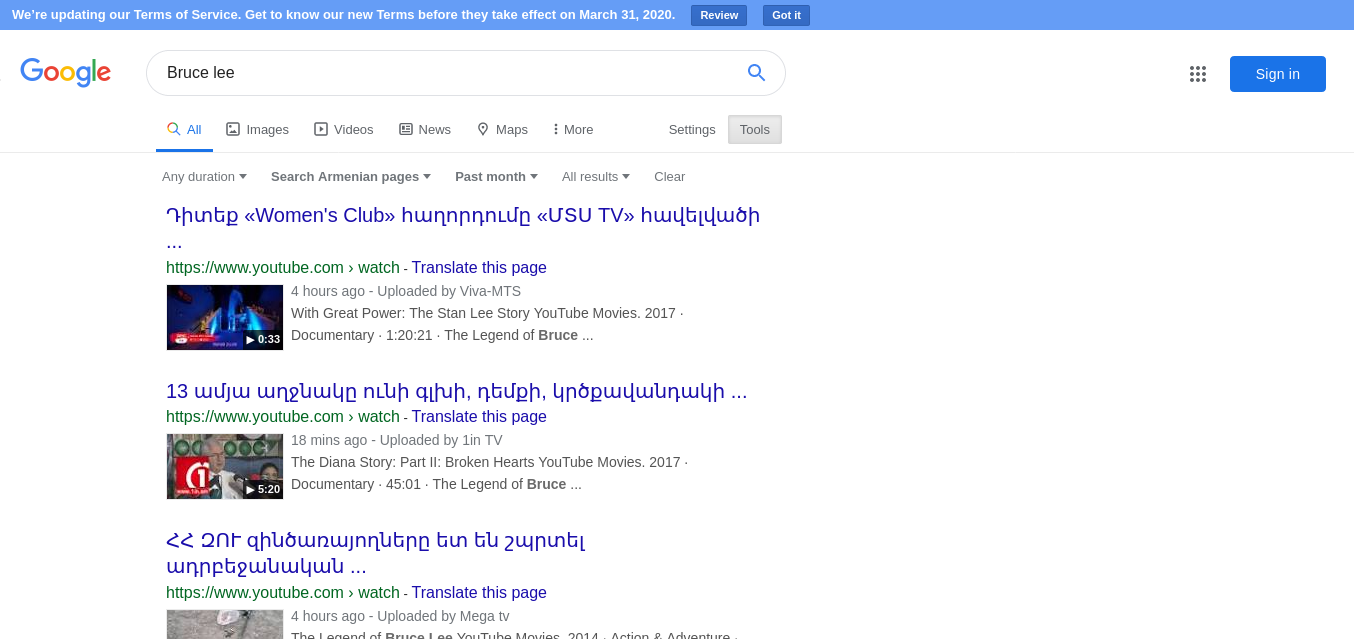 We're updating our Terms of Service. Get to know our new Terms before they take effect on March 31, 2020. Review Got it
Google Bruce lee Sign in
All Images Videos News Maps More Settings Tools
Any duration Search Armenian pages Past month All results Clear
Դիտեք «Women's Club» հաղորդումը «ՄՏՍ TV» հավելվածի
...
https://www.youtube.com › watch - Translate this page
4 hours ago - Uploaded by Viva-MTS
With Great Power: The Stan Lee Story YouTube Movies. 2017 ·
Documentary · 1:20:21 · The Legend of Bruce ...
0:33
13 ամյա աղջնակը ունի գլխի, դեմքի, կրծքավանդակի ...
https://www.youtube.com › watch - Translate this page
18 mins ago - Uploaded by 1in TV
The Diana Story: Part II: Broken Hearts YouTube Movies. 2017 ·
Documentary · 45:01 · The Legend of Bruce ...
5:20
ՀՀ ԶՈՒ զինծառայողները ետ են շպրտել
ադրբեջանական ...
https://www.youtube.com › watch - Translate this page
4 hours ago - Uploaded by Mega tv
The Legend of Bruce Lee YouTube Movies. 2014 · Action & Adventure ·